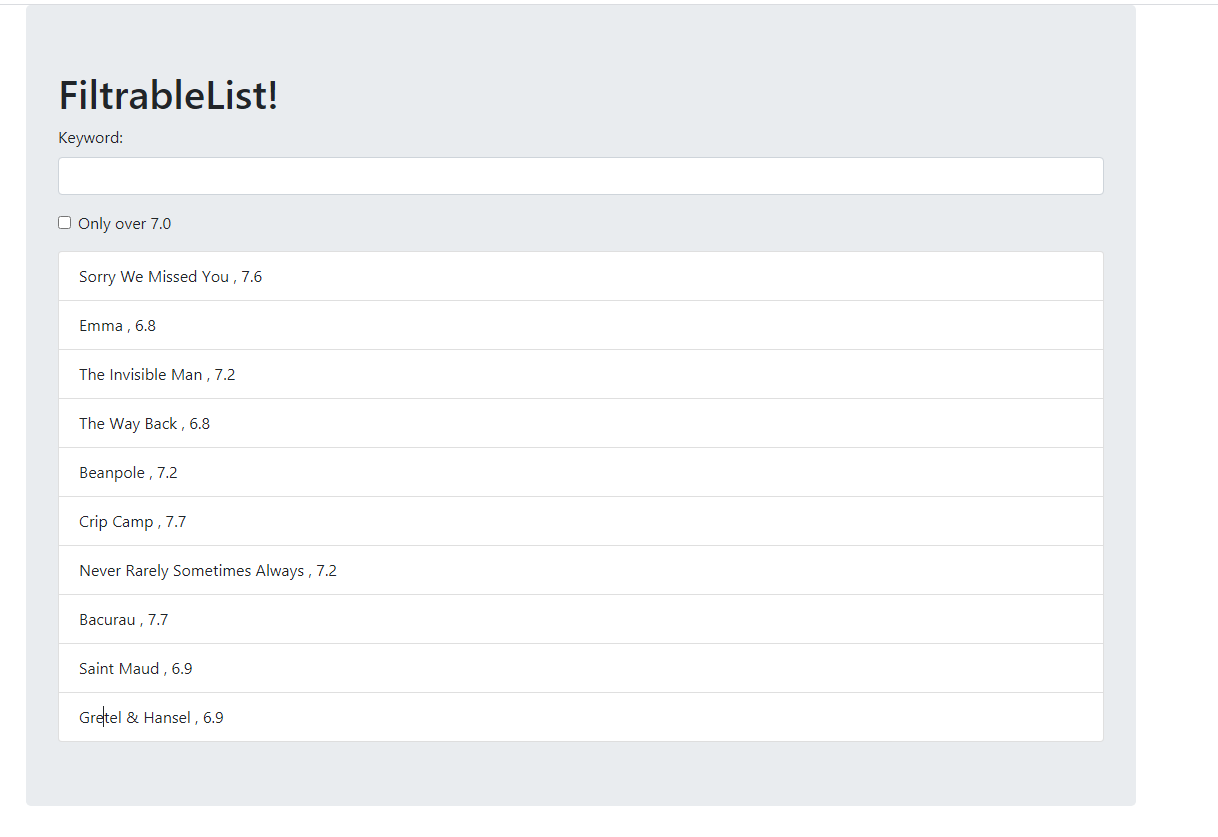 FiltrableList!
Keyword:
Only over 7.0
Sorry We Missed You , 7.6
Emma , 6.8
The Invisible Man , 7.2
The Way Back , 6.8
Beanpole , 7.2
Crip Camp , 7.7
Never Rarely Sometimes Always , 7.2
Bacurau , 7.7
Saint Maud , 6.9
Gretel & Hansel , 6.9